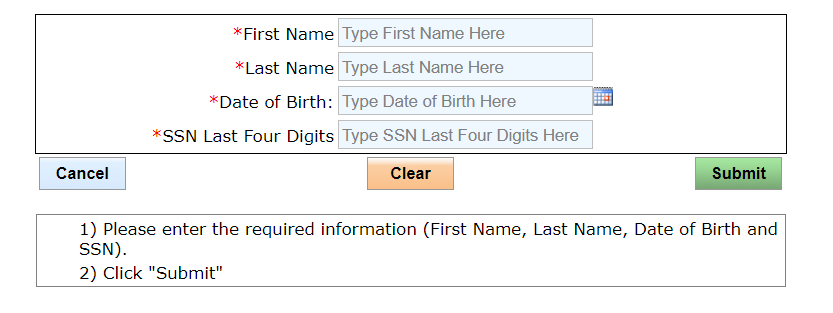 *First Name Type First Name Here
*Last Name Type Last Name Here
*Date of Birth: Type Date of Birth Here
*SSN Last Four Digits Type SSN Last Four Digits Here
Cancel Clear Submit
1) Please enter the required information (First Name, Last Name, Date of Birth and
SSN).
2) Click "Submit"